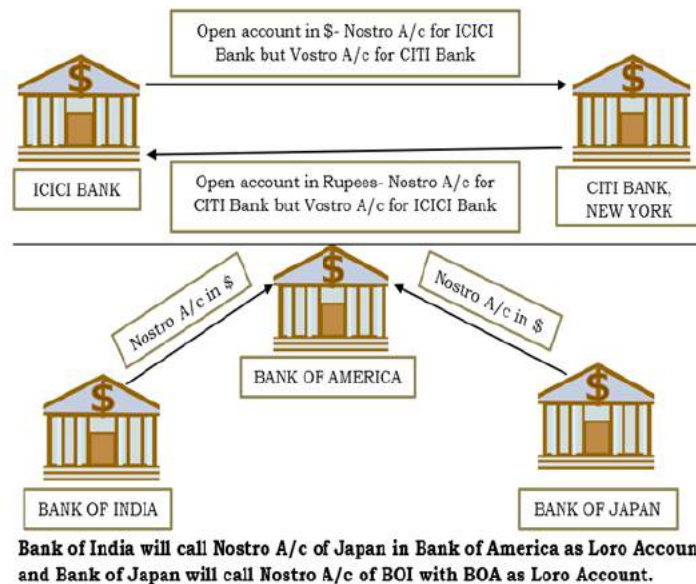 Open account in $- Nostro A/c for ICICI
Bank but Vostro A/c for CITI Bank
$
$
ICICI BANK
Open account in Rupees- Nostro A/c for
CITI Bank but Vostro A/c for ICICI Bank
CITI BANK,
NEW YORK
$
Nostro A/c in $
Nostro A/c in $
BANK OF AMERICA
$
$
BANK OF INDIA
BANK OF JAPAN
Bank of India will call Nostro A/c of Japan in Bank of America as Loro Accoun
and Bank of Japan will call Nostro A/c of BOI with BOA as Loro Account.